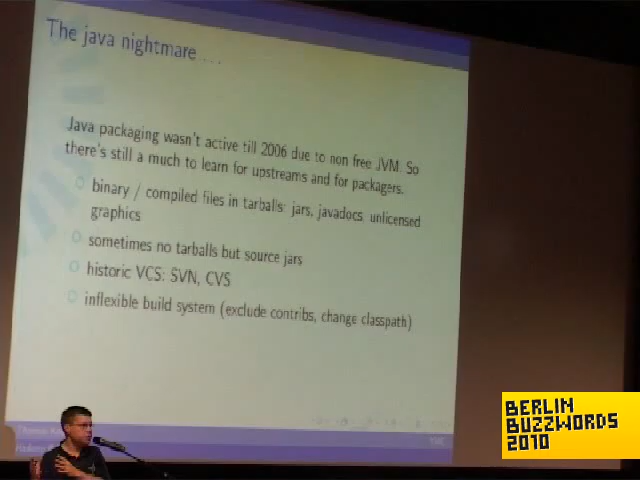 The java nightmare....
Java packaging wasn't active till 2006 due to non free JVM. So
there's still a much to learn for upstreams and for packagers.
binary / compiled files in tarballs: jars, javadocs, unlicensed
graphics
sometimes no tarballs but source jars
historic VCS: SVN, CVS
inflexible build system (exclude contribs, change classpath)
Thomas
BERLIN
BUZZWORDS
2010